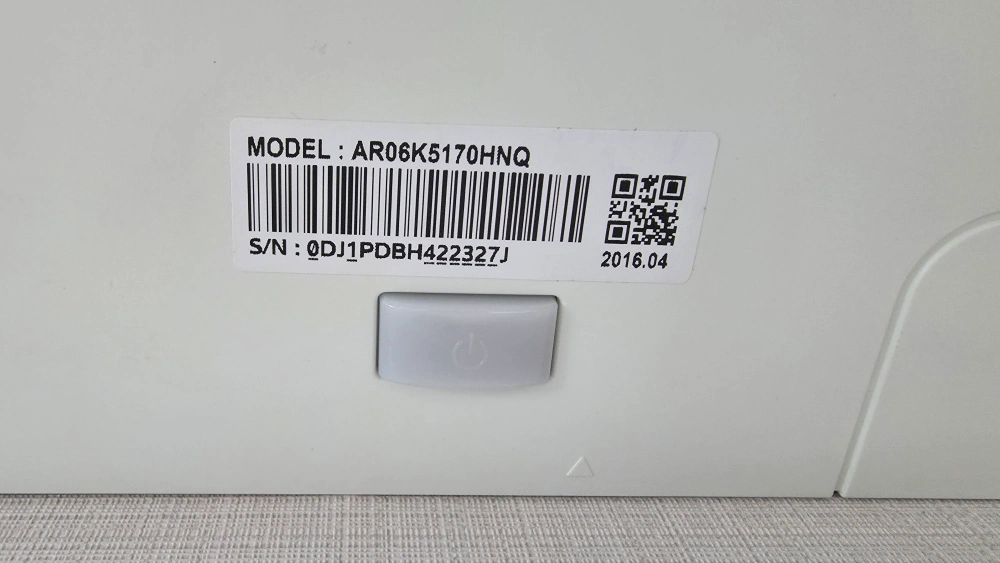 MODEL : AR06K5170HNQ
S/N : 0DJ1PDBH422327J
2016.04